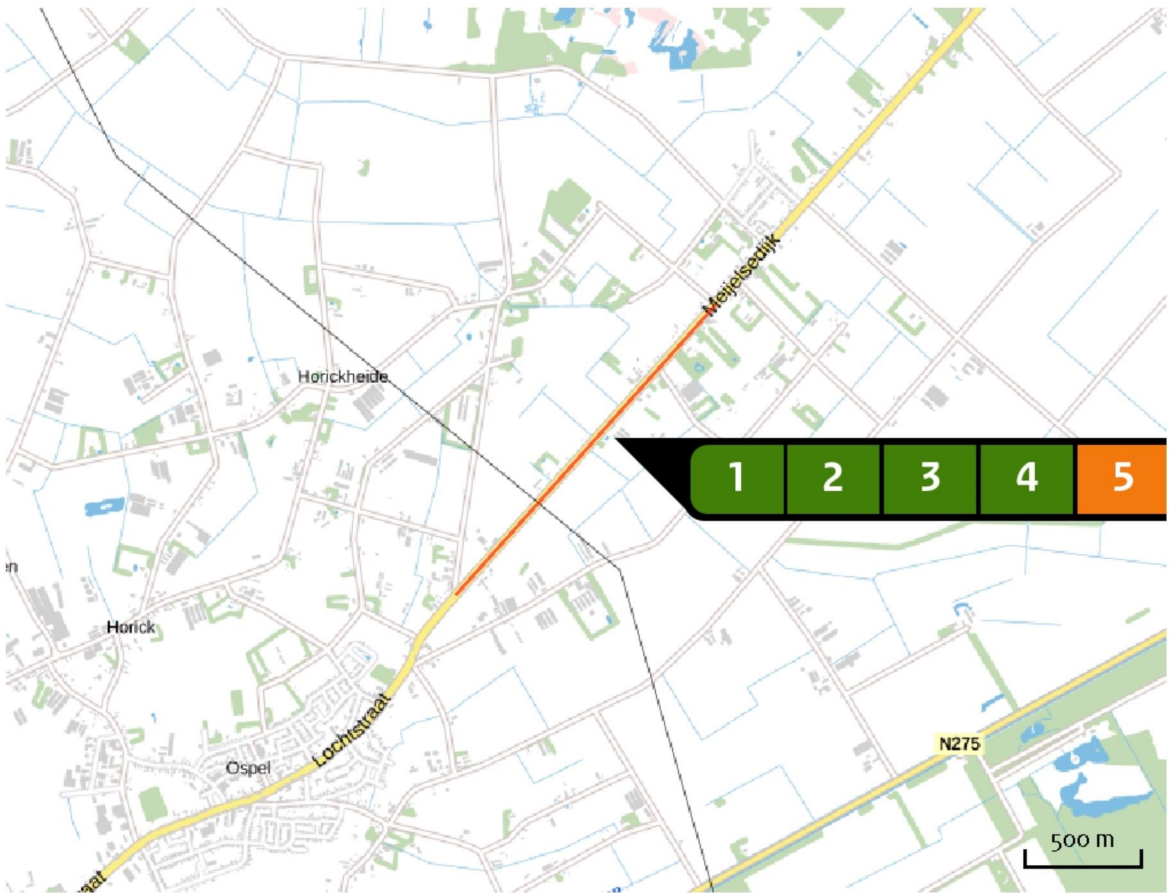 Meijelsedijk
Horickheide
1 2 3 4 5
en
Horick
Lochtstraat
N275
Ospel
500 m
aat